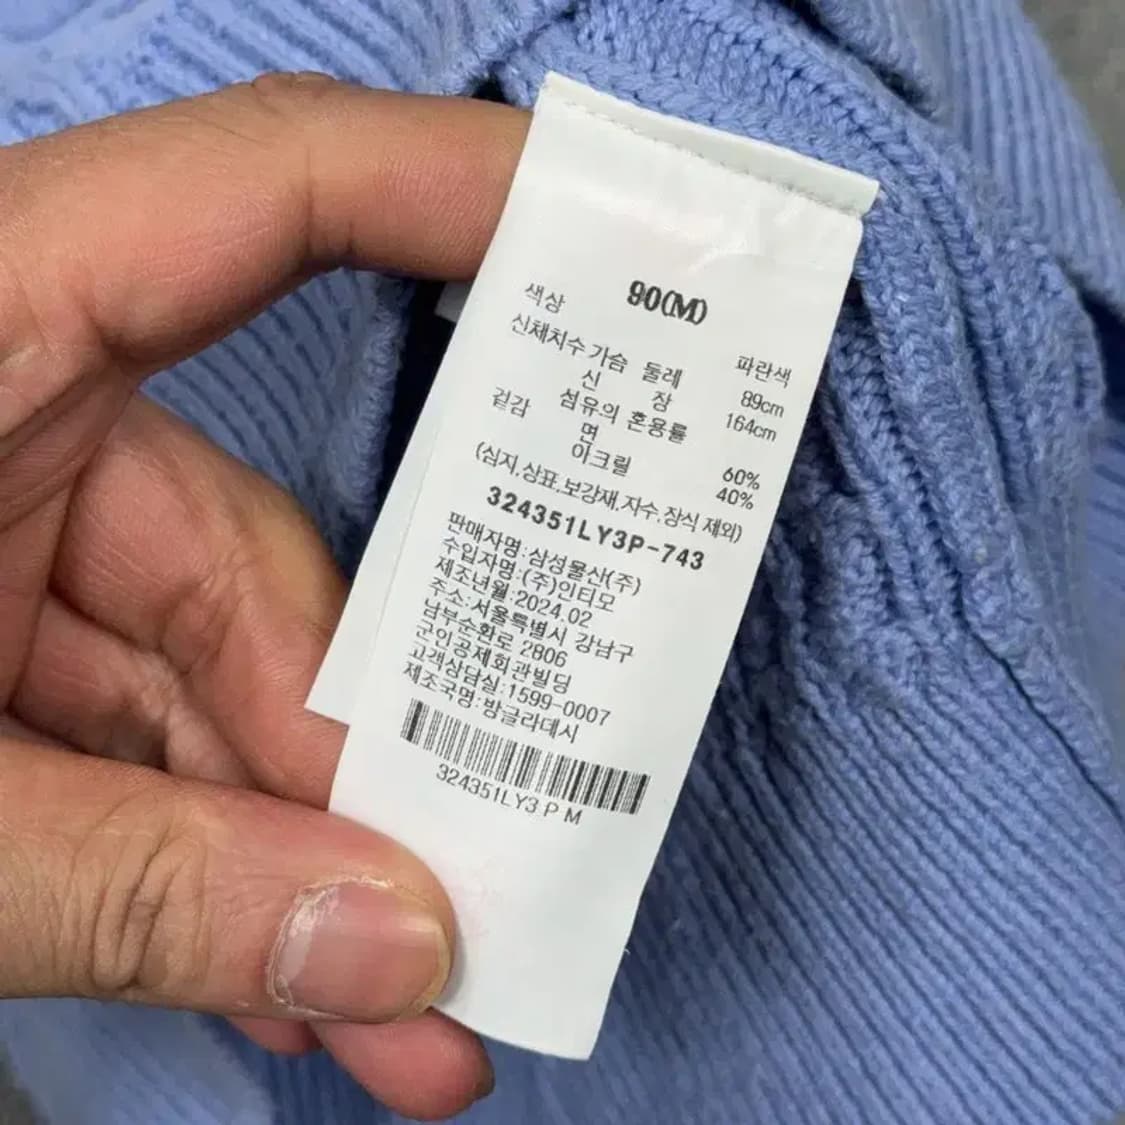 90(M)
색상 파란색
신체치수 가슴 둘레 89cm
신 장 164cm
섬유의 혼용률
겉감 면 60%
아크릴 40%
(심지,상표,보강재,자수,장식 제외)
324351LY3P-743
판매자명:삼성물산(주)
수입자명:(주)인터모
제조년월:2024.02
주소:서울특별시 강남구
남부순환로 2806
군인공제회관빌딩
고객상담실:1599-0007
제조국명:방글라데시
324351LY3 P M